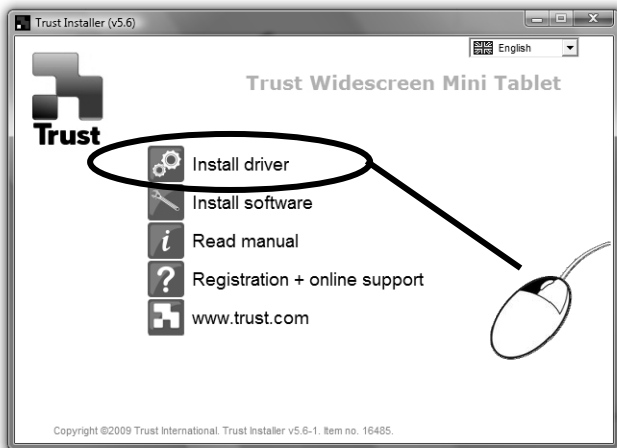 Trust Installer (v5.6)
English
Trust Widescreen Mini Tablet
Trust
Install driver
Install software
Read manual
Registration + online support
www.trust.com
Copyright ©2009 Trust International. Trust Installer v5.6-1. Item no. 16485.